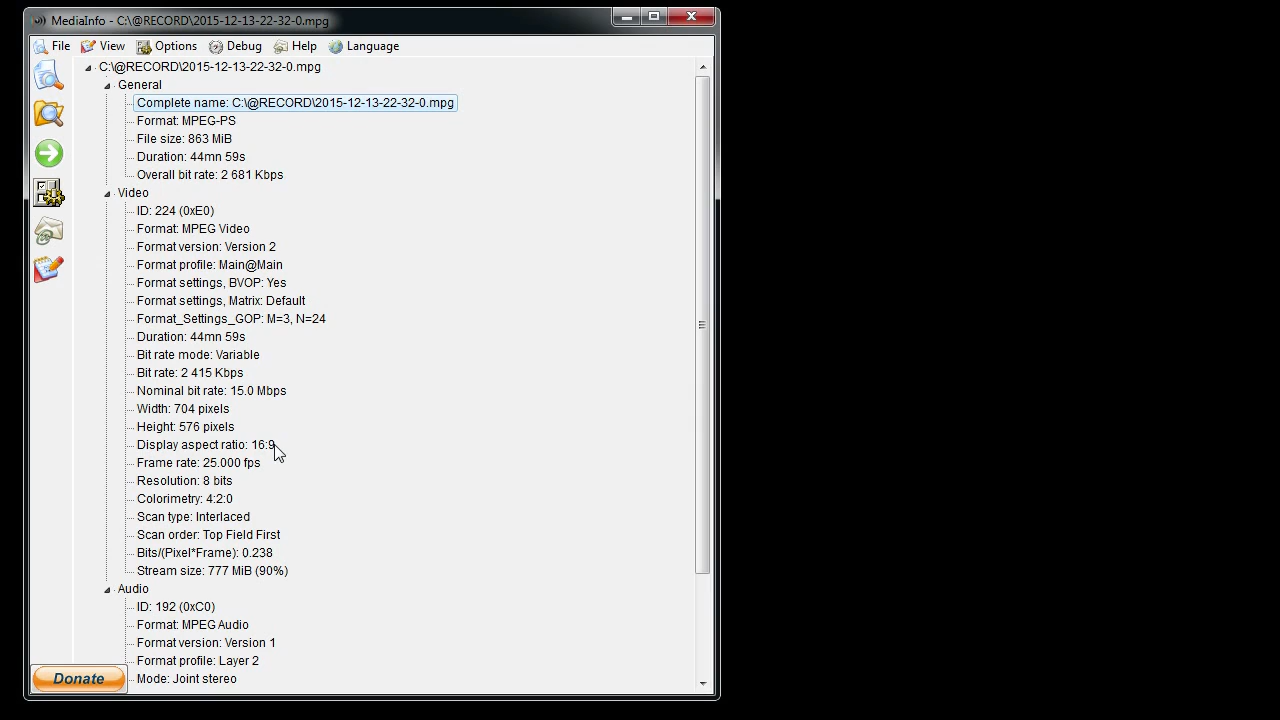 MediaInfo - C:\@RECORD\2015-12-13-22-32-0.mpg
File View Options Debug Help Language
C:\@RECORD\2015-12-13-22-32-0.mpg
General
Complete name: C:\@RECORD\2015-12-13-22-32-0.mpg
Format: MPEG-PS
File size: 863 MiB
Duration: 44mn 59s
Overall bit rate: 2 681 Kbps
Video
ID: 224 (0xE0)
Format: MPEG Video
Format version: Version 2
Format profile: Main@Main
Format settings, BVOP: Yes
Format settings, Matrix: Default
Format_Settings_GOP: M=3, N=24
Duration: 44mn 59s
Bit rate mode: Variable
Bit rate: 2 415 Kbps
Nominal bit rate: 15.0 Mbps
Width: 704 pixels
Height: 576 pixels
Display aspect ratio: 16:9
Frame rate: 25.000 fps
Resolution: 8 bits
Colorimetry: 4:2:0
Scan type: Interlaced
Scan order: Top Field First
Bits/(Pixel*Frame): 0.238
Stream size: 777 MiB (90%)
Audio
ID: 192 (0xC0)
Format: MPEG Audio
Format version: Version 1
Format profile: Layer 2
Mode: Joint stereo
Donate